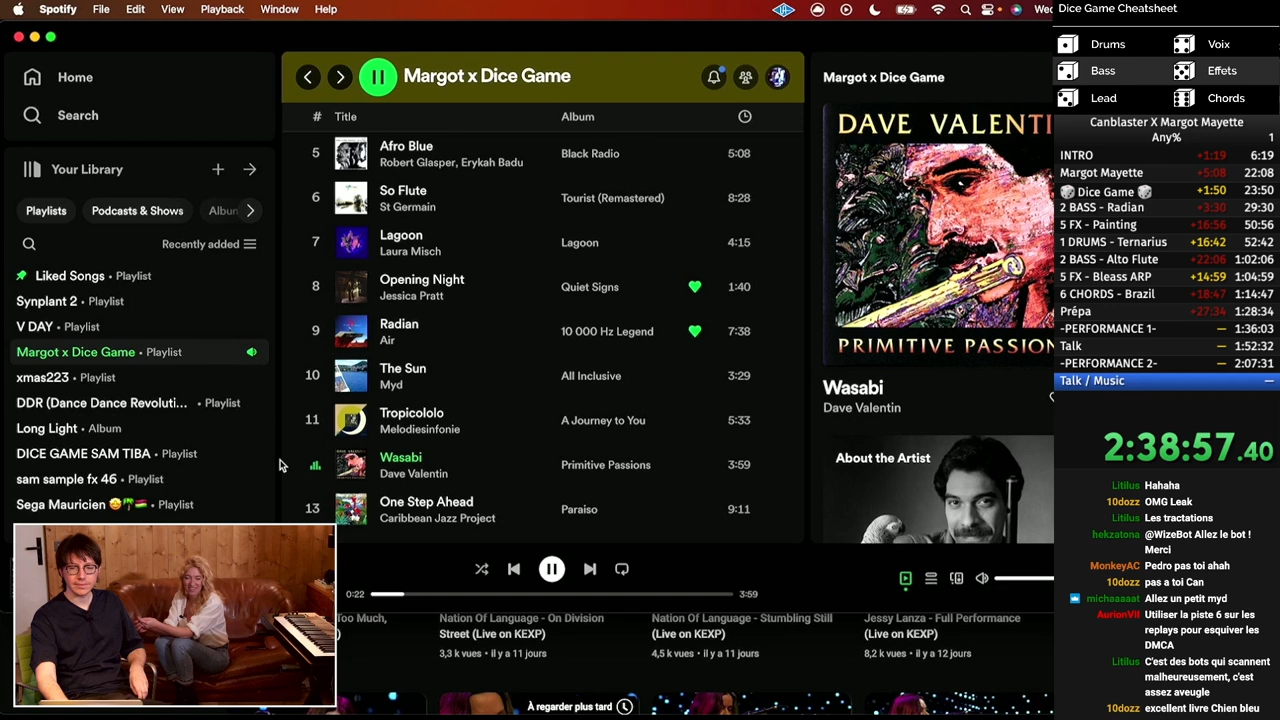 Spotify File Edit View Playback Window Help
Wed
Home
Search
Your Library
Playlists Podcasts & Shows Album
Recently added
Liked Songs • Playlist
Synplant 2 • Playlist
V DAY • Playlist
Margot x Dice Game • Playlist
xmas223 • Playlist
DDR (Dance Dance Revoluti... • Playlist
Long Light • Album
DICE GAME SAM TIBA • Playlist
sam sample fx 46 • Playlist
Sega Mauricien 🤩🌴 • Playlist
Margot x Dice Game
# Title Album
5 Afro Blue Black Radio 5:08
Robert Glasper, Erykah Badu
6 So Flute Tourist (Remastered) 8:28
St Germain
7 Lagoon Lagoon 4:15
Laura Misch
8 Opening Night Quiet Signs 1:40
Jessica Pratt
9 Radian 10 000 Hz Legend 7:38
Air
10 The Sun All Inclusive 3:29
Myd
11 Tropicololo A Journey to You 5:33
Melodiesinfonie
Wasabi Primitive Passions 3:59
Dave Valentin
13 One Step Ahead Paraiso 9:11
Caribbean Jazz Project
0:22 3:59
Margot x Dice Game
DAVE VALENTI
PRIMITIVE PASSION
Wasabi
Dave Valentin
About the Artist
Too Much,
Nation Of Language - On Division
Street (Live on KEXP)
3,3 k vues • il y a 11 jours
Nation Of Language - Stumbling Still
(Live on KEXP)
4,5 k vues • il y a 11 jours
Jessy Lanza - Full Performance
(Live on KEXP)
8,2 k vues • il y a 12 jours
À regarder plus tard
Dice Game Cheatsheet
Drums Voix
Bass Effets
Lead Chords
Canblaster X Margot Mayette
Any% 1
INTRO +1:19 6:19
Margot Mayette +5:08 22:08
🎲 Dice Game 🎲 +1:50 23:50
2 BASS - Radian +3:30 29:30
5 FX - Painting +16:56 50:56
1 DRUMS - Ternarius +16:42 52:42
2 BASS - Alto Flute +22:06 1:02:06
5 FX - Bleass ARP +14:59 1:04:59
6 CHORDS - Brazil +18:47 1:14:47
Prépa +27:34 1:28:34
-PERFORMANCE 1- — 1:36:03
Talk — 1:52:32
-PERFORMANCE 2- — 2:07:31
Talk / Music —
2:38:57.40
Litilus Hahaha
10dozz OMG Leak
Litilus Les tractations
hekzatona @WizeBot Allez le bot !
Merci
MonkeyAC Pedro pas toi ahah
10dozz pas a toi Can
michaaaaat Allez un petit myd
AurionVII Utiliser la piste 6 sur les
replays pour esquiver les
DMCA
Litilus C'est des bots qui scannent
malheureusement, c'est
assez aveugle
10dozz excellent livre Chien bleu